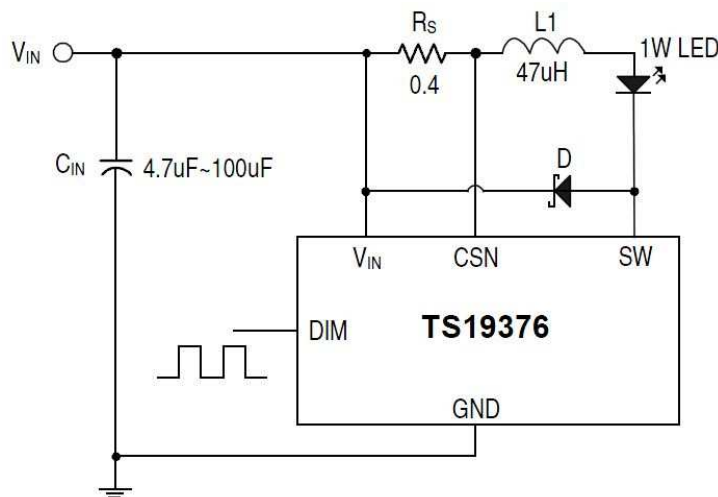 RS
L1
1W LED
VIN
47uH
0.4
D
CIN
4.7uF~100uF
VIN
CSN
SW
DIM
TS19376
GND